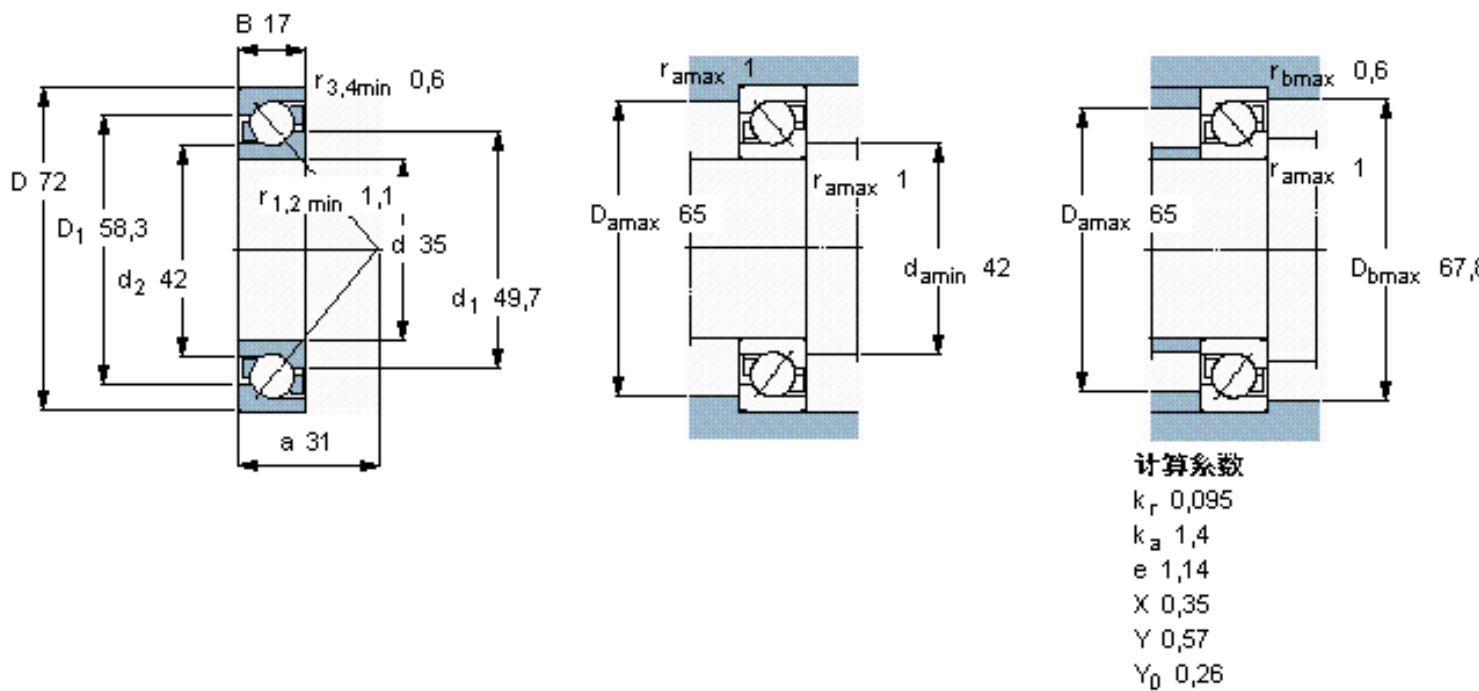 B 17
r3,4min 0,6
D 72
D1 58,3
d2 42
r1,2 min 1,1
d 35
d1 49,7
a 31
ramax 1
Damax 65
ramax 1
damin 42
rbmax 0,6
Damax 65
ramax 1
Dbmax 67,8
计算系数
kr 0,095
ka 1,4
e 1,14
X 0,35
Y 0,57
Y0 0,26